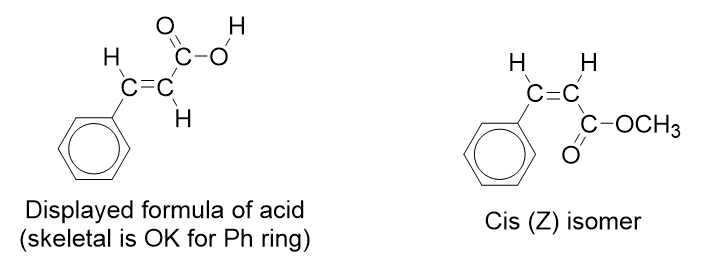 O H
H C-O
C=C
H
Displayed formula of acid
(skeletal is OK for Ph ring)
H H
C=C
C-OCH3
O
Cis (Z) isomer